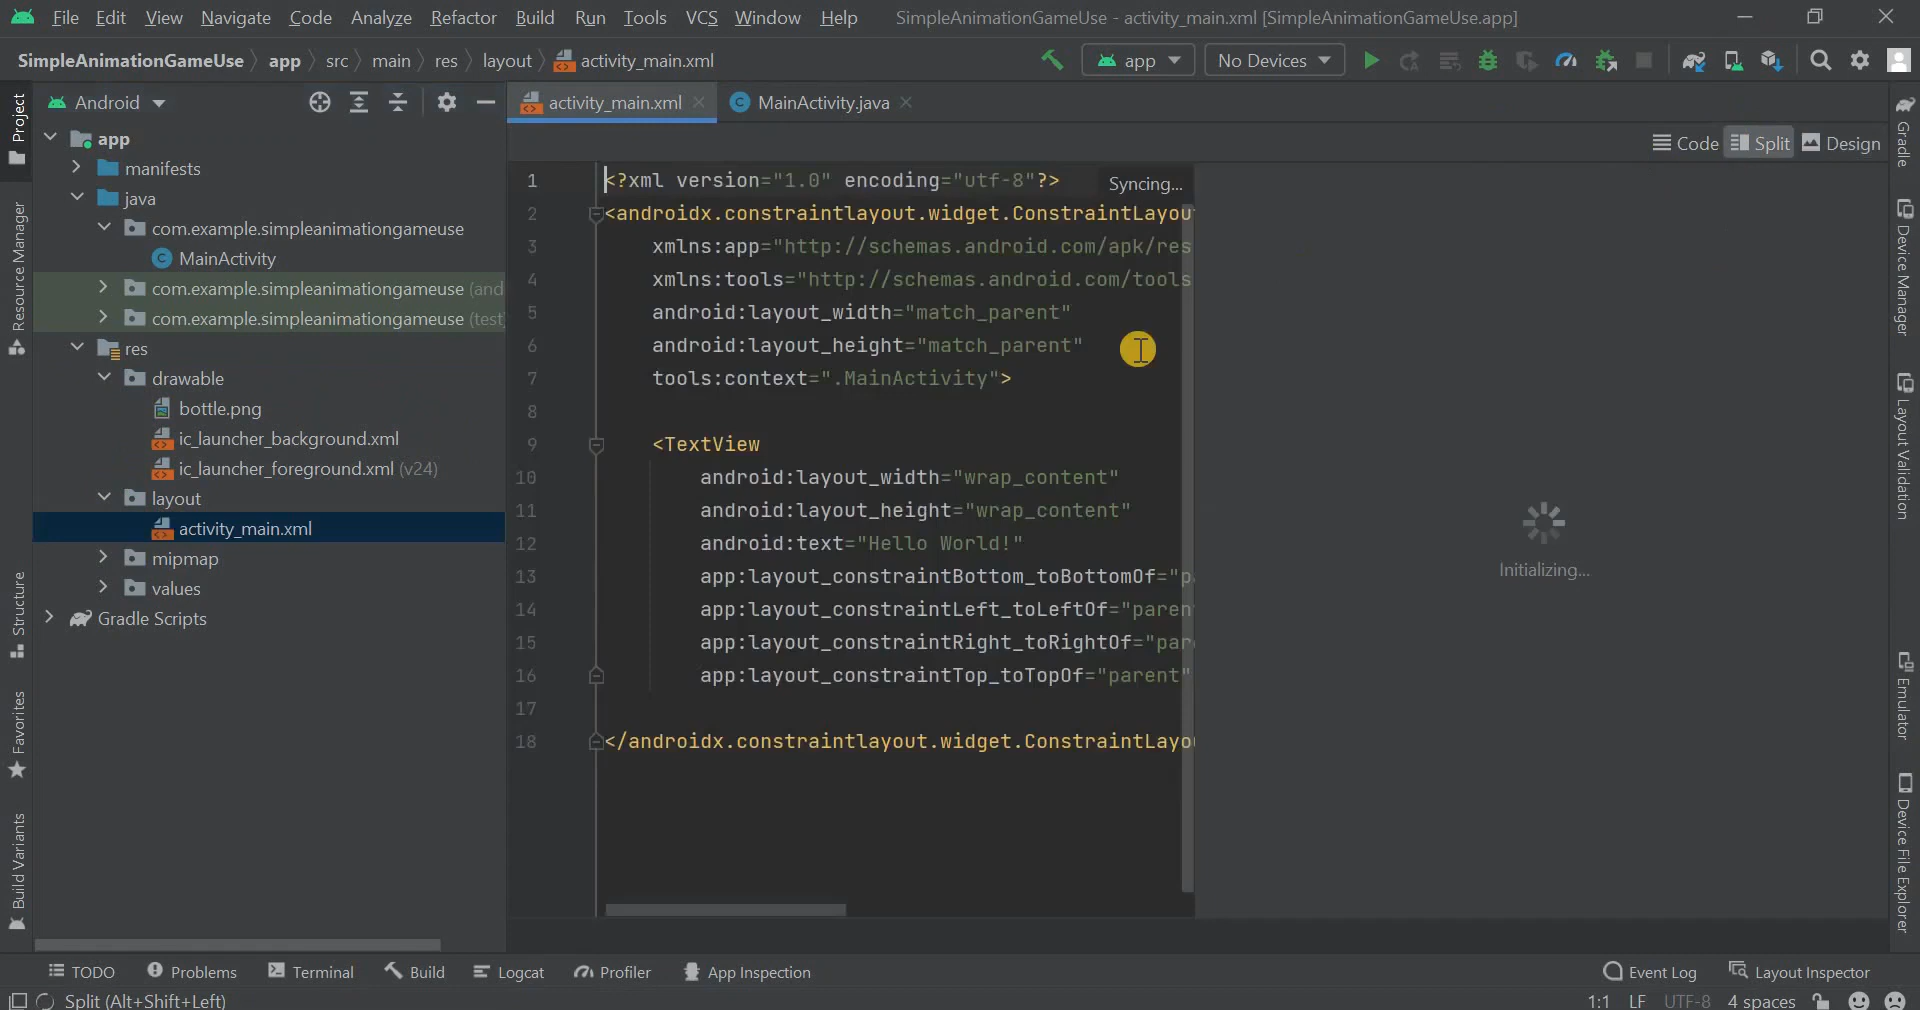 File Edit View Navigate Code Analyze Refactor Build Run Tools VCS Window Help SimpleAnimationGameUse - activity_main.xml [SimpleAnimationGameUse.app]
SimpleAnimationGameUse app src main res layout activity_main.xml app No Devices
Android
activity_main.xml MainActivity.java
Code Split Design
Project
Resource Manager
Structure
Favorites
Build Variants
app
manifests
java
com.example.simpleanimationgameuse
MainActivity
com.example.simpleanimationgameuse (and
com.example.simpleanimationgameuse (test
res
drawable
bottle.png
ic_launcher_background.xml
ic_launcher_foreground.xml (v24)
layout
activity_main.xml
mipmap
values
Gradle Scripts
1 <?xml version="1.0" encoding="utf-8"?>
Syncing...
2 <androidx.constraintlayout.widget.ConstraintLayou
3 xmlns:app="http://schemas.android.com/apk/res
4 xmlns:tools="http://schemas.android.com/tools
5 android:layout_width="match_parent"
6 android:layout_height="match_parent"
7 tools:context=".MainActivity">
8
9 <TextView
10 android:layout_width="wrap_content"
11 android:layout_height="wrap_content"
12 android:text="Hello World!"
13 app:layout_constraintBottom_toBottomOf="pa
14 app:layout_constraintLeft_toLeftOf="paren
15 app:layout_constraintRight_toRightOf="par
16 app:layout_constraintTop_toTopOf="parent"
17
18 </androidx.constraintlayout.widget.ConstraintLayou
Initializing...
Gradle
Device Manager
Layout Validation
Emulator
Device File Explorer
TODO Problems Terminal Build Logcat Profiler App Inspection Event Log Layout Inspector
Split (Alt+Shift+Left) 1:1 LF UTF-8 4 spaces